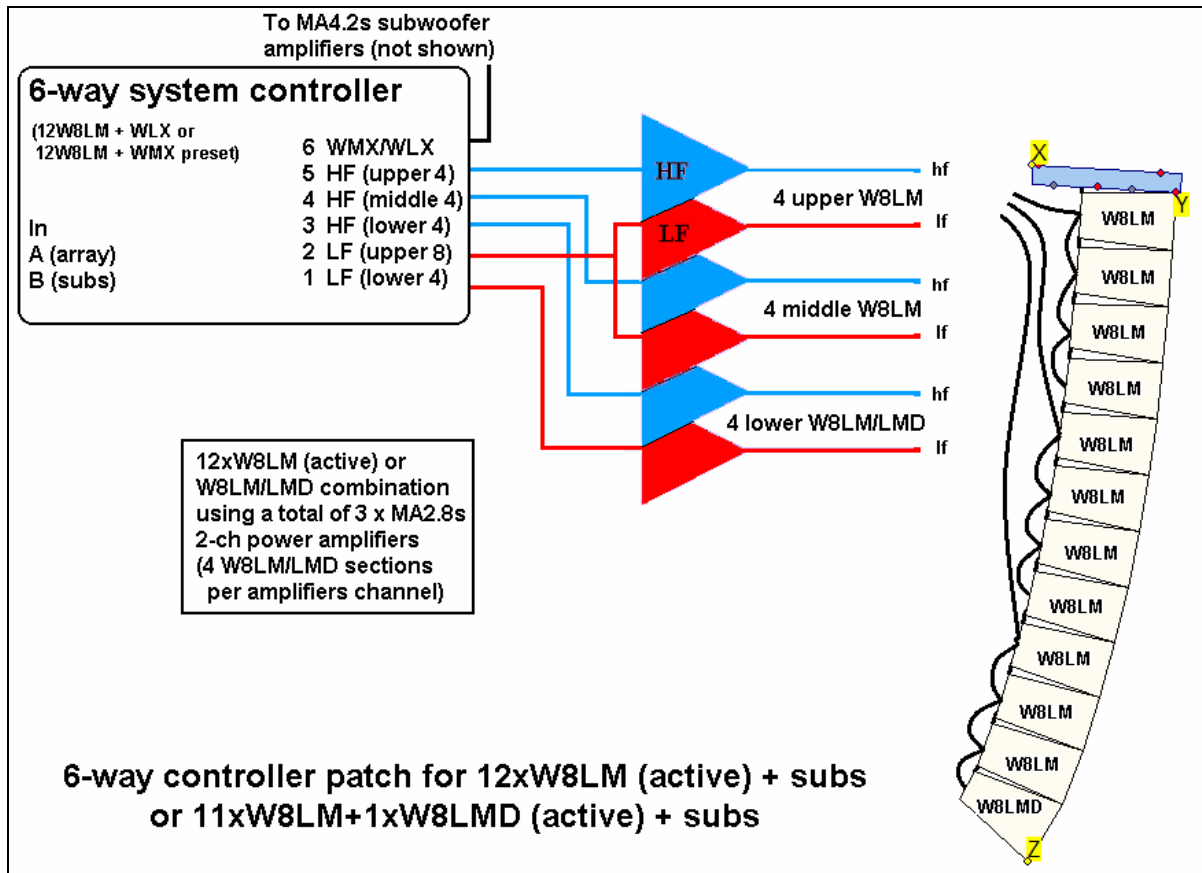 To MA4.2s subwoofer
amplifiers (not shown)
6-way system controller
(12W8LM + WLX or
12W8LM + WMX preset)
6 WMX/WLX
5 HF (upper 4)
4 HF (middle 4)
3 HF (lower 4)
2 LF (upper 8)
1 LF (lower 4)
In
A (array)
B (subs)
HF
LF
hf
4 upper W8LM
lf
hf
4 middle W8LM
lf
hf
4 lower W8LM/LMD
lf
X
Y
W8LM
W8LM
W8LM
W8LM
W8LM
W8LM
W8LM
W8LM
W8LM
W8LM
W8LM
W8LMD
Z
12xW8LM (active) or
W8LM/LMD combination
using a total of 3 x MA2.8s
2-ch power amplifiers
(4 W8LM/LMD sections
per amplifiers channel)
6-way controller patch for 12xW8LM (active) + subs
or 11xW8LM+1xW8LMD (active) + subs